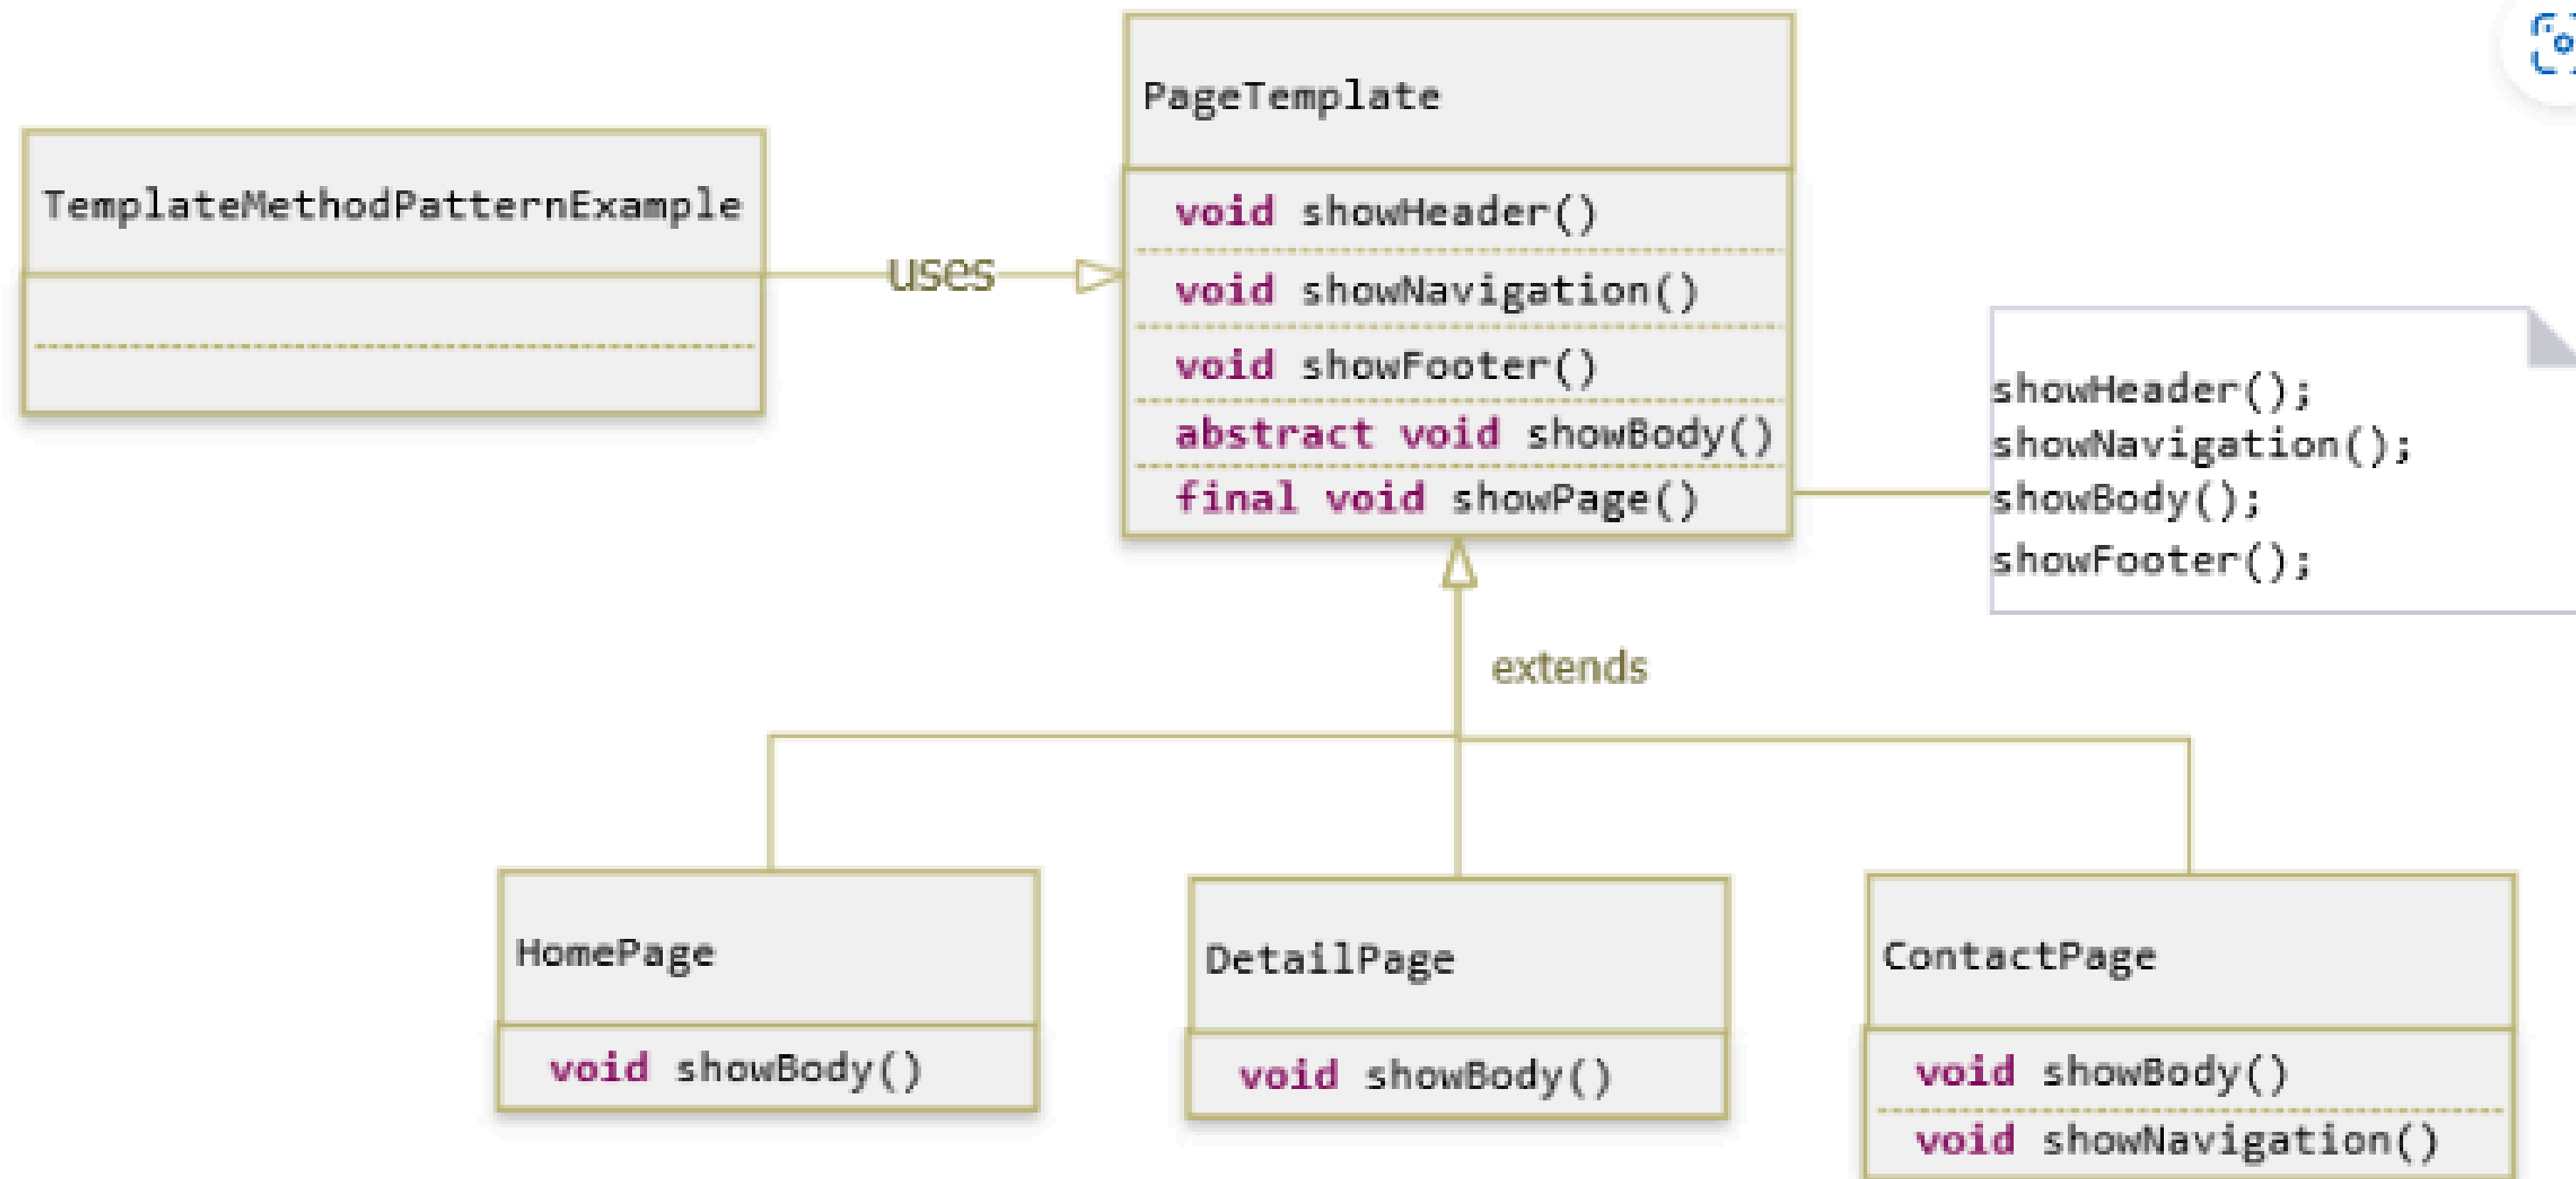 PageTemplate
void showHeader()
void showNavigation()
void showFooter()
abstract void showBody()
final void showPage()
TemplateMethodPatternExample
uses
showHeader();
showNavigation();
showBody();
showFooter();
extends
HomePage
void showBody()
DetailPage
void showBody()
ContactPage
void showBody()
void showNavigation()